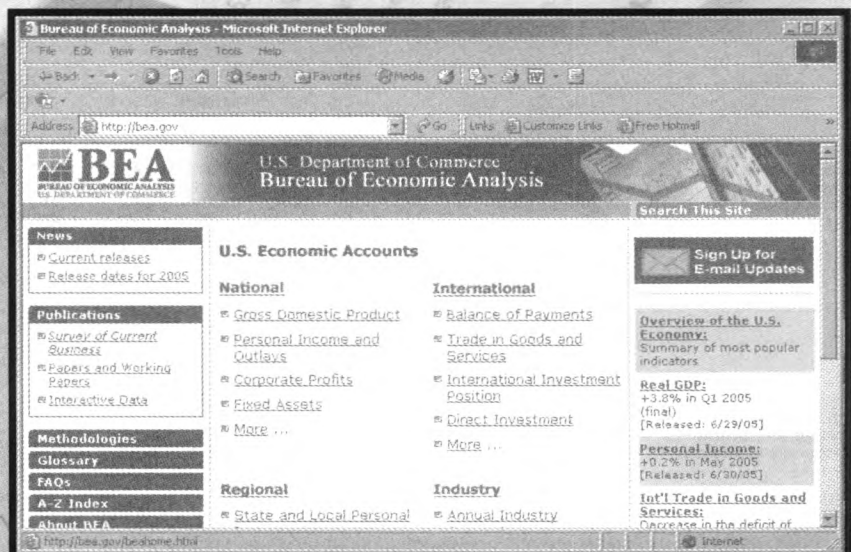 Bureau of Economic Analysis - Microsoft Internet Explorer
File Edit View Favorites Tools Help
Back Search Favorites Media
Address http://bea.gov Go Links Customize Links Free Hotmail
BEA
BUREAU OF ECONOMIC ANALYSIS
U.S. DEPARTMENT OF COMMERCE
U.S. Department of Commerce
Bureau of Economic Analysis
Search This Site
News
Current releases
Release dates for 2005
Publications
Survey of Current
Business
Papers and Working
Papers
Interactive Data
Methodologies
Glossary
FAQs
A-Z Index
About BEA
U.S. Economic Accounts
National
Gross Domestic Product
Personal Income and
Outlays
Corporate Profits
Fixed Assets
More ...
International
Balance of Payments
Trade in Goods and
Services
International Investment
Position
Direct Investment
More ...
Regional
State and Local Personal
Industry
Annual Industry
Sign Up for
E-mail Updates
Overview of the U.S.
Economy:
Summary of most popular
indicators
Real GDP:
+3.8% in Q1 2005
(final)
[Released: 6/29/05]
Personal Income:
+0.2% in May 2005
[Released: 6/30/05]
Int'l Trade in Goods and
Services:
Decrease in the deficit of
http://bea.gov/beahome.html Internet